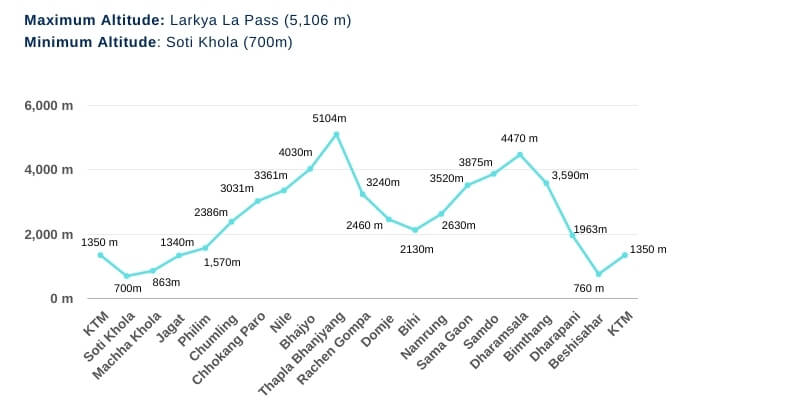 Maximum Altitude: Larkya La Pass (5,106 m)
Minimum Altitude: Soti Khola (700m)
6,000 m
4,000 m
2,000 m
0 m
1350 m
700m
863m
1340m
1,570m
2386m
3031m
3361m
4030m
5104m
3240m
2460 m
2130m
2630m
3520m
3875m
4470 m
3,590m
1963m
760 m
1350 m
KTM
Soti Khola
Machha Khola
Jagat
Philim
Chumling
Chhokang Paro
Nile
Bhajyo
Thapla Bhanjyang
Rachen Gompa
Domje
Bihi
Namrung
Sama Gaon
Samdo
Dharamsala
Bimthang
Dharapani
Beshisahar
KTM